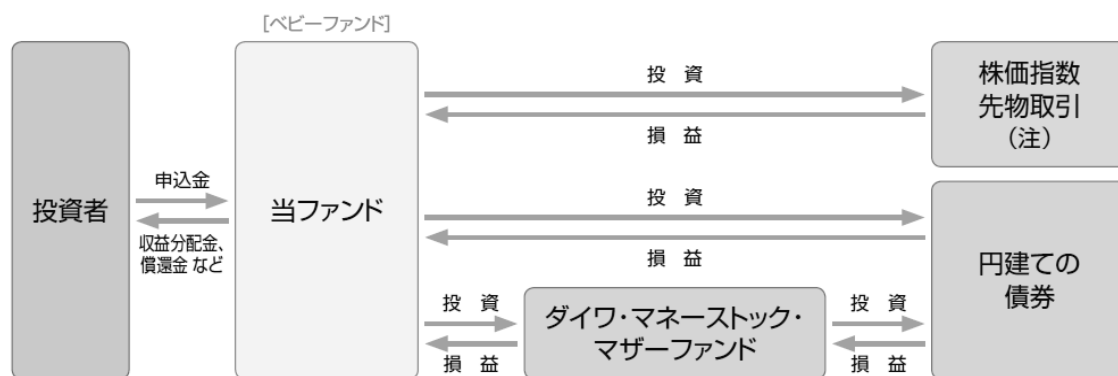 [ベビーファンド]
投資者
申込金
収益分配金、
償還金 など
当ファンド
投 資
損 益
株価指数
先物取引
（注）
投 資
損 益
円建ての
債券
投 資
損 益
ダイワ・マネーストック・
マザーファンド
投 資
損 益